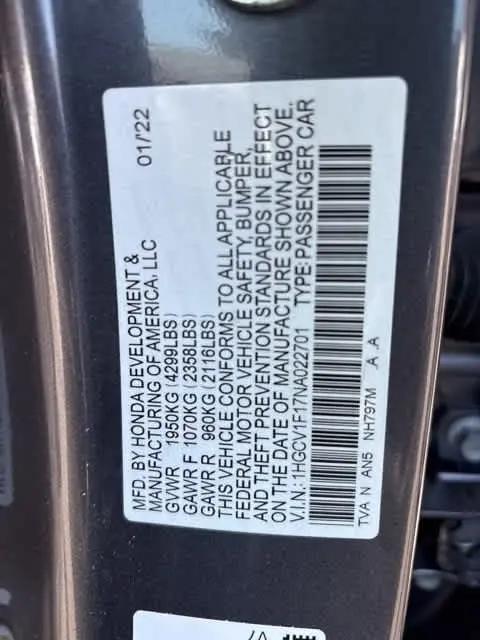 MFD. BY HONDA DEVELOPMENT &
MANUFACTURING OF AMERICA, LLC
01/22
GVWR 1950KG (4299LBS)
GAWR F 1070KG (2358LBS)
GAWR R 960KG (2116LBS)
THIS VEHICLE CONFORMS TO ALL APPLICABLE
FEDERAL MOTOR VEHICLE SAFETY, BUMPER,
AND THEFT PREVENTION STANDARDS IN EFFECT
ON THE DATE OF MANUFACTURE SHOWN ABOVE.
V.I.N.: 1HGCV1F17NA022701 TYPE: PASSENGER CAR
TVA N AN5 NH797M A .A